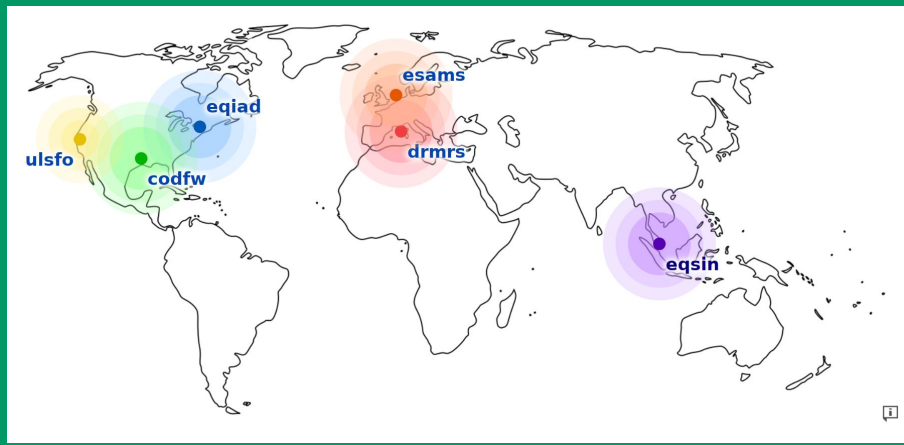 esams
eqiad
drmrs
ulsfo
codfw
eqsin